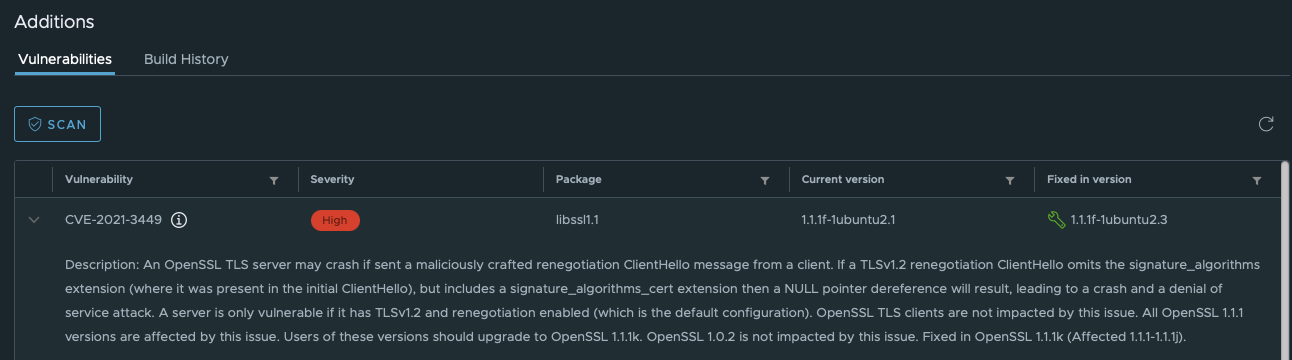 Additions
Vulnerabilities Build History
SCAN
Vulnerability Severity Package Current version Fixed in version
CVE-2021-3449 High libssl1.1 1.1.1f-1ubuntu2.1 1.1.1f-1ubuntu2.3
Description: An OpenSSL TLS server may crash if sent a maliciously crafted renegotiation ClientHello message from a client. If a TLSv1.2 renegotiation ClientHello omits the signature_algorithms
extension (where it was present in the initial ClientHello), but includes a signature_algorithms_cert extension then a NULL pointer dereference will result, leading to a crash and a denial of
service attack. A server is only vulnerable if it has TLSv1.2 and renegotiation enabled (which is the default configuration). OpenSSL TLS clients are not impacted by this issue. All OpenSSL 1.1.1
versions are affected by this issue. Users of these versions should upgrade to OpenSSL 1.1.1k. OpenSSL 1.0.2 is not impacted by this issue. Fixed in OpenSSL 1.1.1k (Affected 1.1.1-1.1.1j).